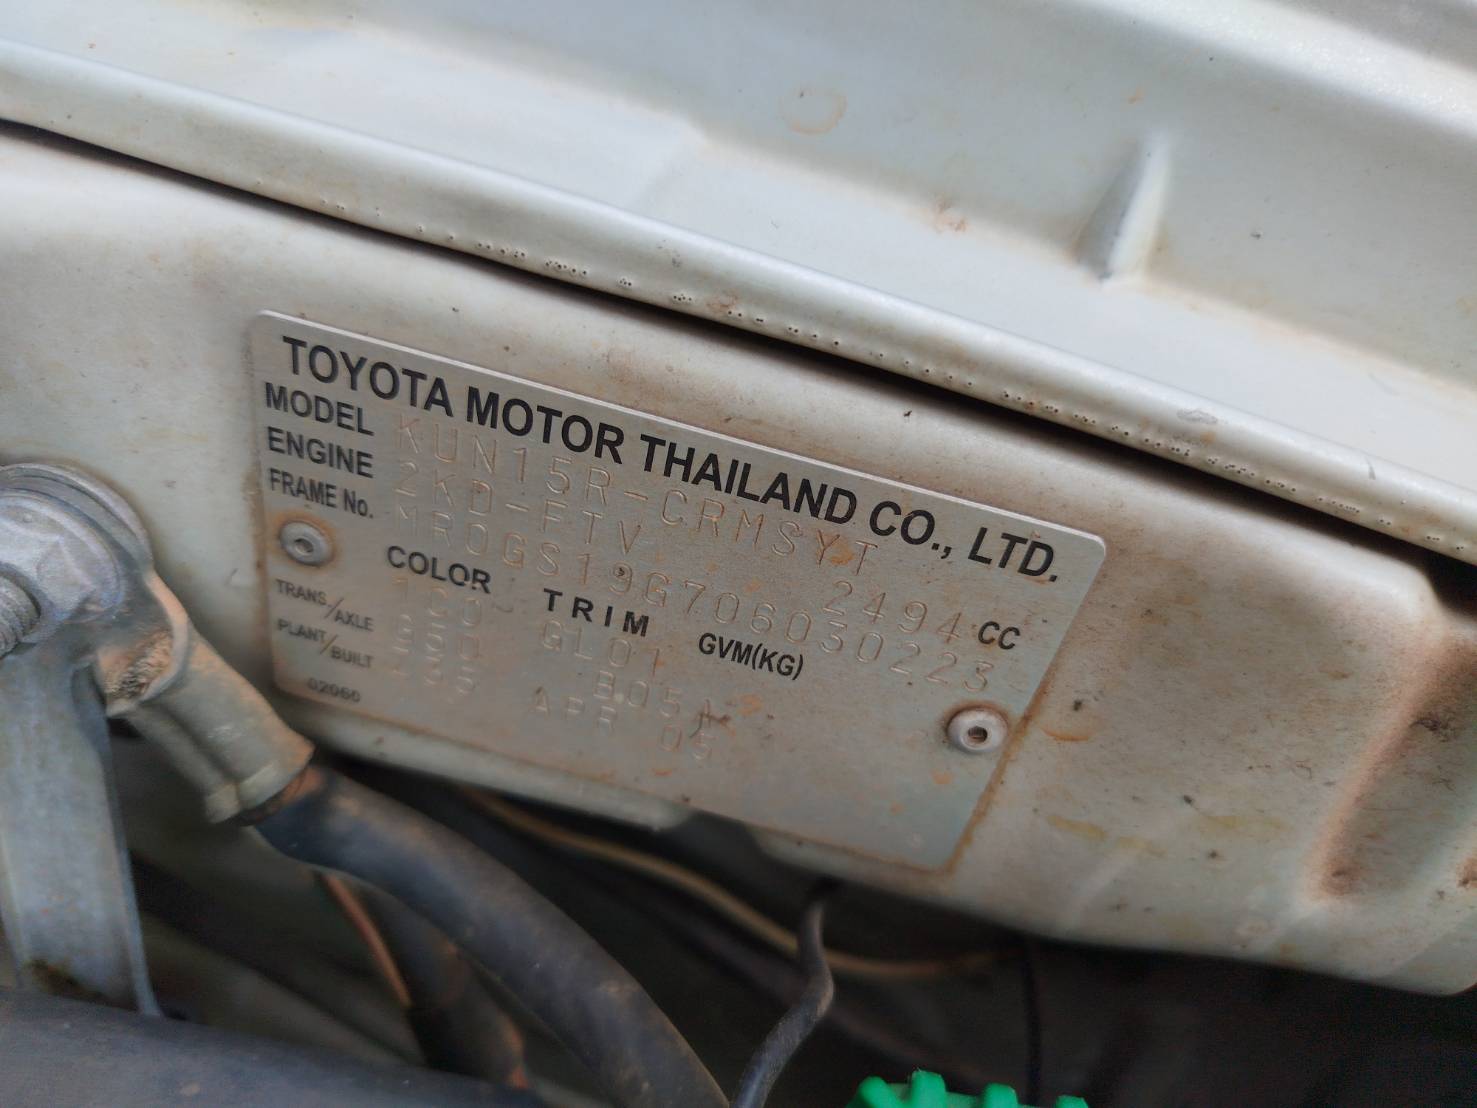 TOYOTA MOTOR THAILAND CO., LTD.
MODEL KUN15R-CRMSYT
ENGINE 2KD-FTV 2494 CC
FRAME No. MR0GS19G706030223
COLOR TRIM GVM(KG)
GL01
TRANS/AXLE B05A
PLANT/BUILT APR 05
02060